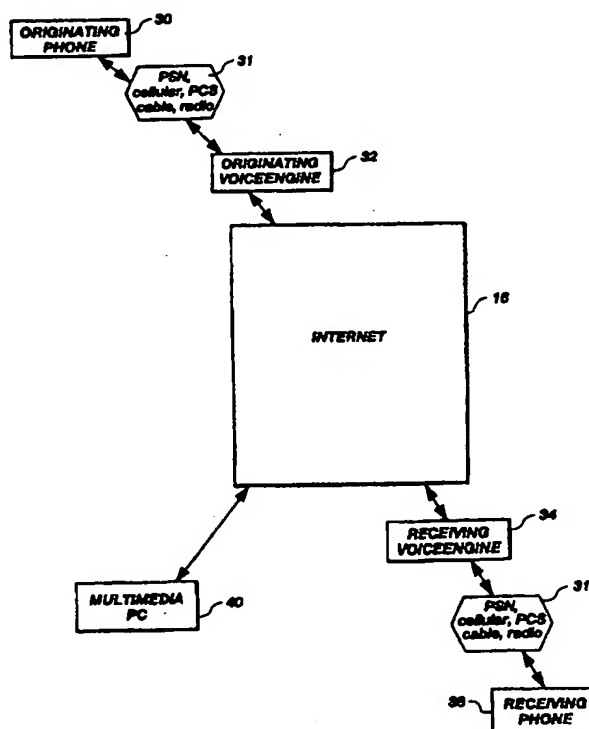 ORIGINATING
PHONE
30
31
PSN,
cellular, PCS
cable, radio
ORIGINATING
VOICEENGINE
32
INTERNET
16
34
RECEIVING
VOICEENGINE
MULTIMEDIA
PC
40
31
PSN,
cellular, PCS
cable, radio
36
RECEIVING
PHONE